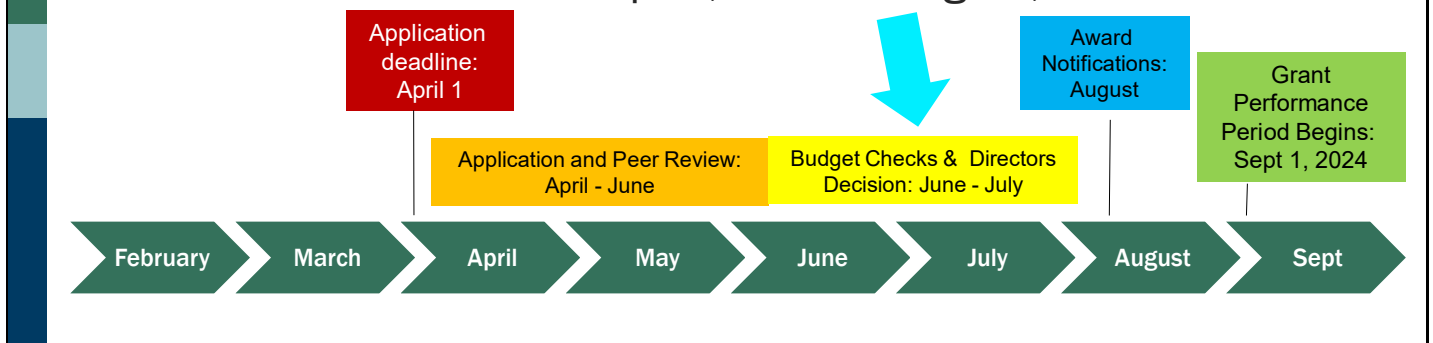 Application
deadline:
April 1
Award
Notifications:
August
Grant
Performance
Period Begins:
Sept 1, 2024
Application and Peer Review:
April - June
Budget Checks &  Directors
Decision: June - July
February
March
April
May
June
July
August
Sept